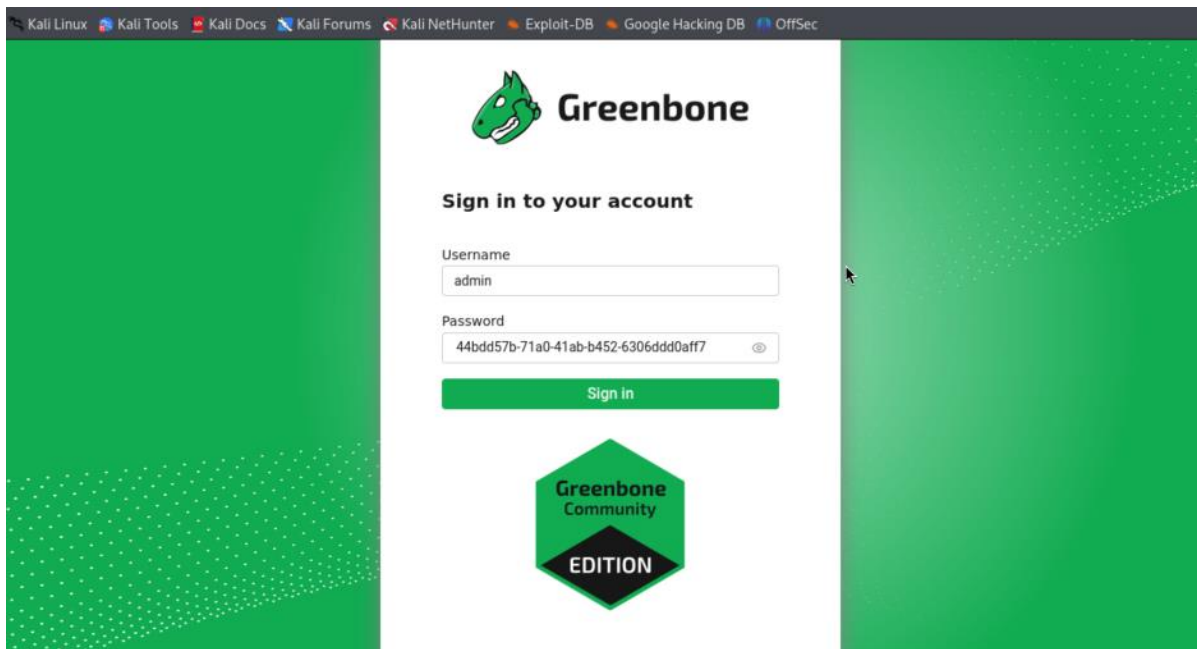 Kali Linux Kali Tools Kali Docs Kali Forums Kali NetHunter Exploit-DB Google Hacking DB OffSec
Greenbone
Sign in to your account
Username
admin
Password
44bdd57b-71a0-41ab-b452-6306ddd0aff7
Sign in
Greenbone
Community
EDITION